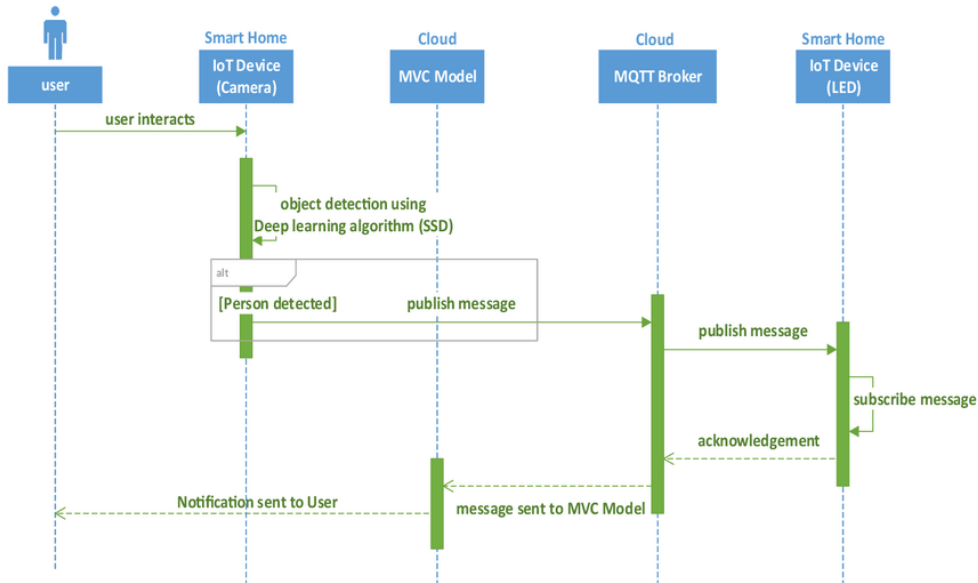 Smart Home
Cloud
Cloud
Smart Home
user
IoT Device
(Camera)
MVC Model
MQTT Broker
IoT Device
(LED)
user interacts
object detection using
Deep learning algorithm (SSD)
alt
[Person detected]
publish message
publish message
subscribe message
acknowledgement
Notification sent to User
message sent to MVC Model